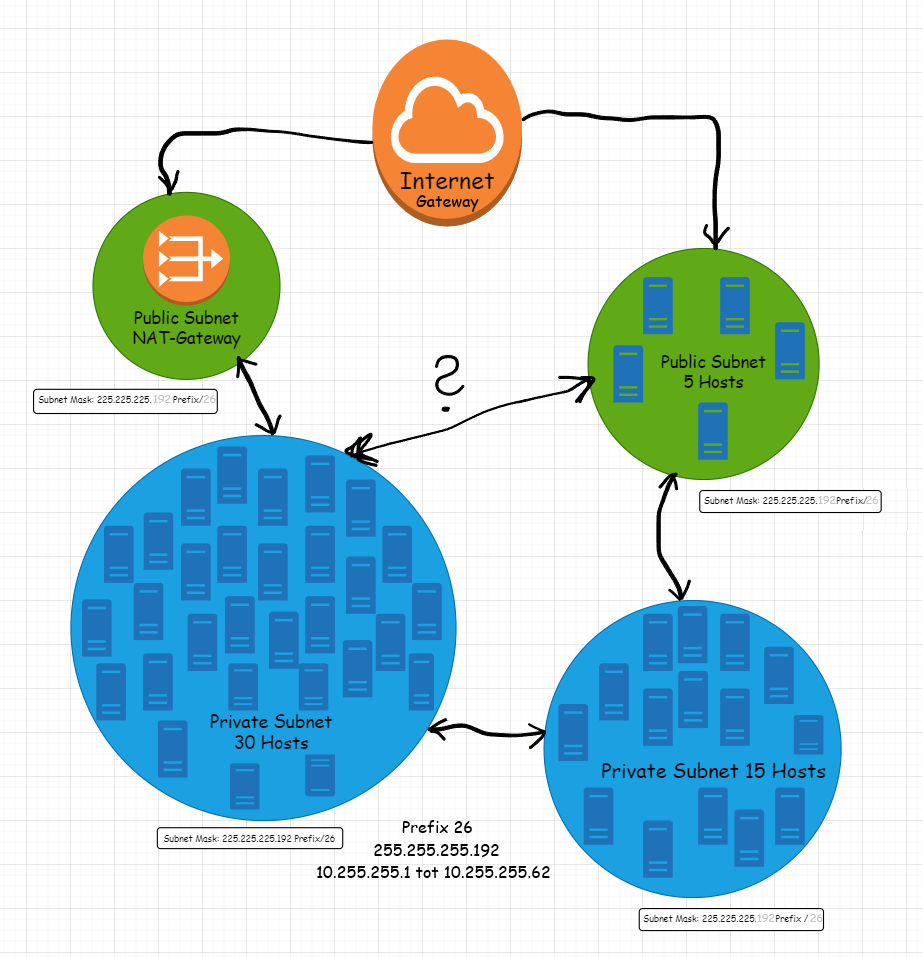 Internet
Gateway
Public Subnet
NAT-Gateway
Subnet Mask: 225.225.225.192 Prefix/26
?
Public Subnet
5 Hosts
Subnet Mask: 225.225.225.192Prefix/26
Private Subnet
30 Hosts
Private Subnet 15 Hosts
Subnet Mask: 225.225.225.192 Prefix/26
Prefix 26
255.255.255.192
10.255.255.1 tot 10.255.255.62
Subnet Mask: 225.225.225.192Prefix /26